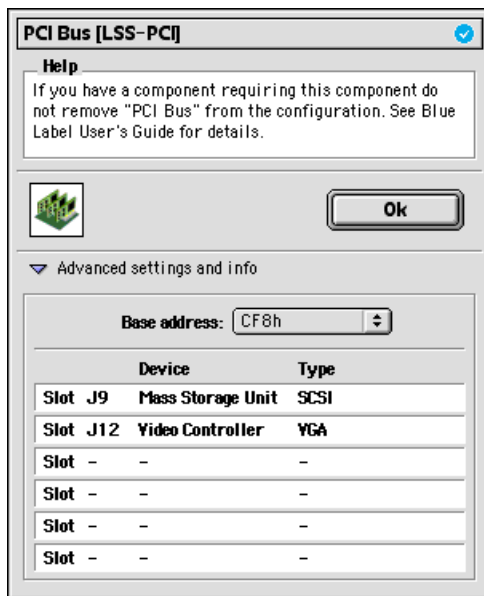 PCI Bus [LSS-PCI]
Help
If you have a component requiring this component do
not remove "PCI Bus" from the configuration. See Blue
Label User's Guide for details.
Ok
Advanced settings and info
Base address: CF8h
Device Type
Slot J9 Mass Storage Unit SCSI
Slot J12 Video Controller VGA
Slot - - -
Slot - - -
Slot - - -
Slot - - -